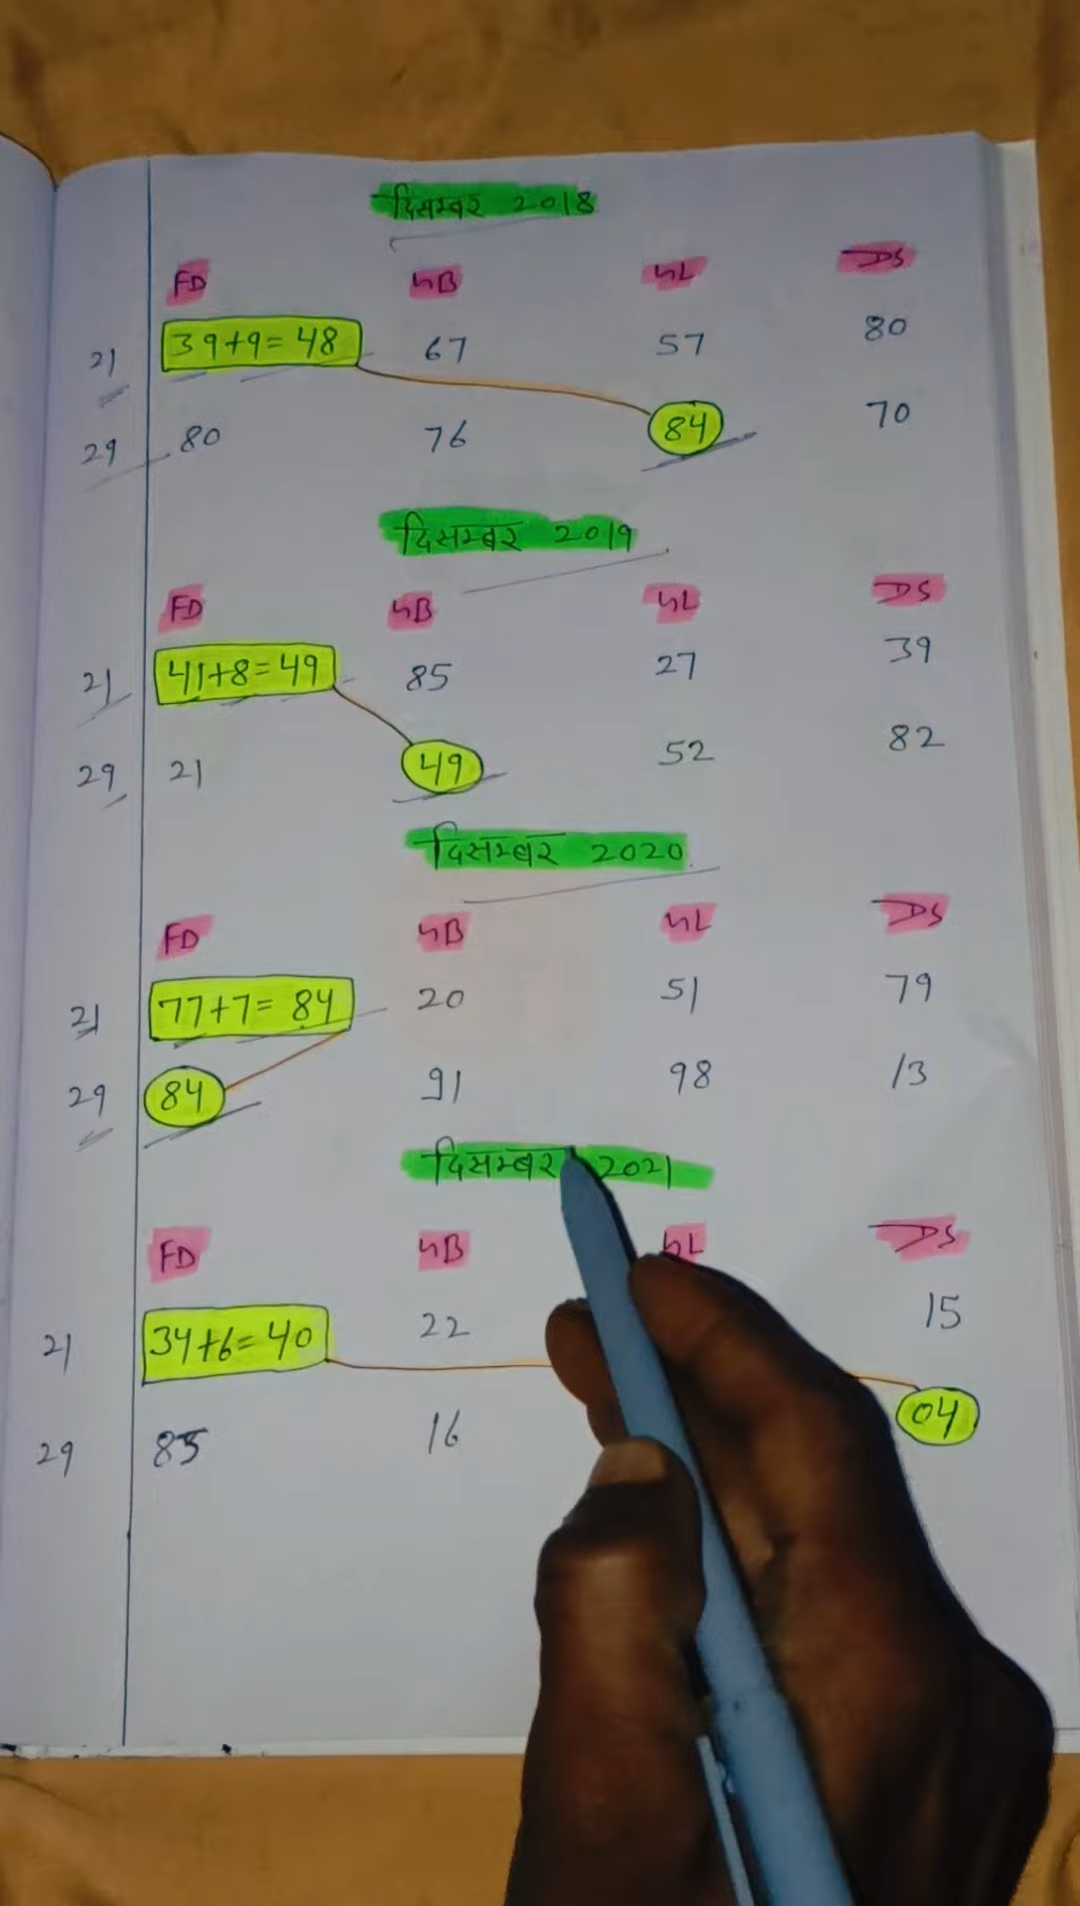 दिसम्बर 2018
FD GB GL DS
21 39+9=48 67 57 80
29 80 76 84 70
दिसम्बर 2019
FD GB GL DS
21 41+8=49 85 27 39
29 21 49 52 82
दिसम्बर 2020
FD GB GL DS
21 77+7=84 20 51 79
29 84 91 98 13
दिसम्बर 2021
FD GB GL DS
21 34+6=40 22 15
29 85 16 04